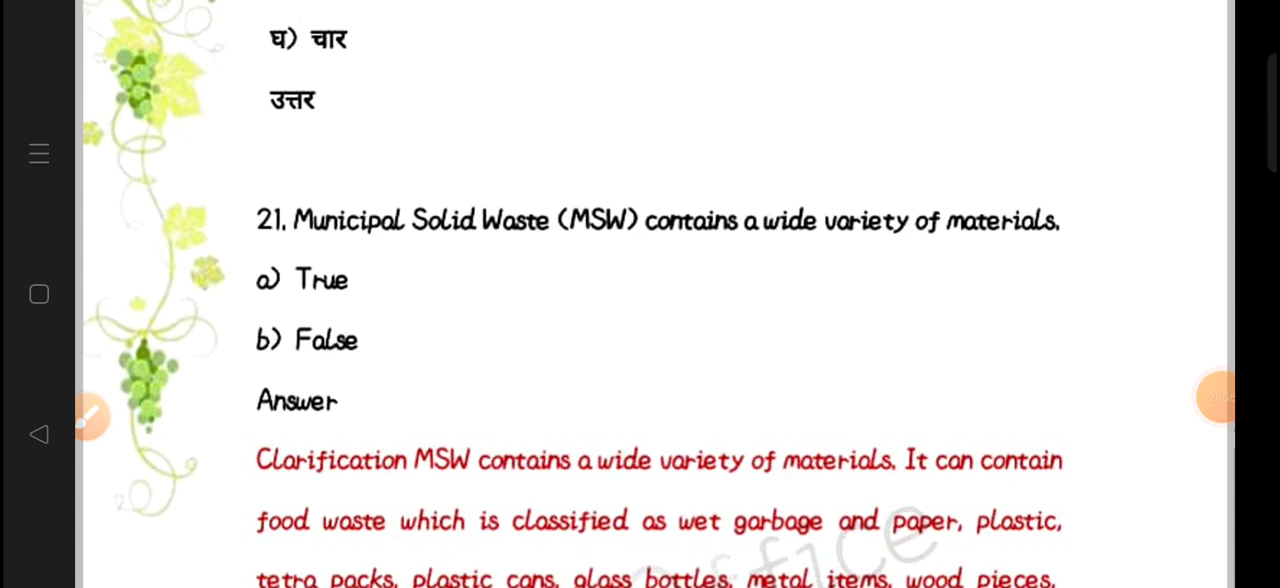 घ) चार
उत्तर
21. Municipal Solid Waste (MSW) contains a wide variety of materials.
a) True
b) False
Answer
Clarification MSW contains a wide variety of materials. It can contain
food waste which is classified as wet garbage and paper, plastic,
tetra packs, plastic cans, glass bottles, metal items, wood pieces,
office